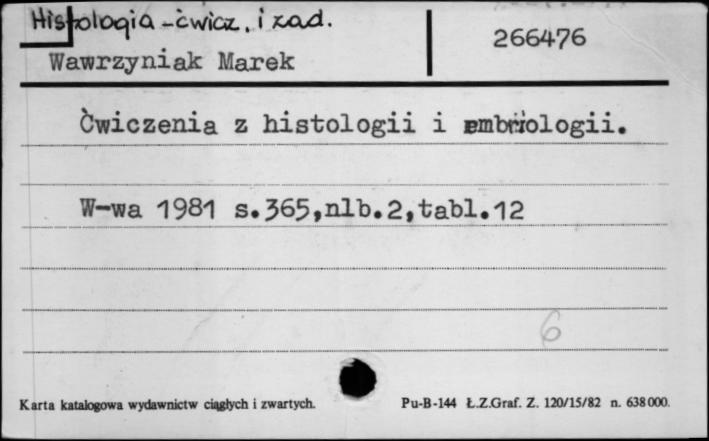 Histologia - ćwicz. i zad.
266476
Wawrzyniak Marek
Ćwiczenia z histologii i embriologii.
W-wa 1981 s.365,nlb.2,tabl.12
6
Karta katalogowa wydawnictw ciągłych i zwartych.
Pu-B-144 Ł.Z.Graf. Z. 120/15/82 n. 638000.